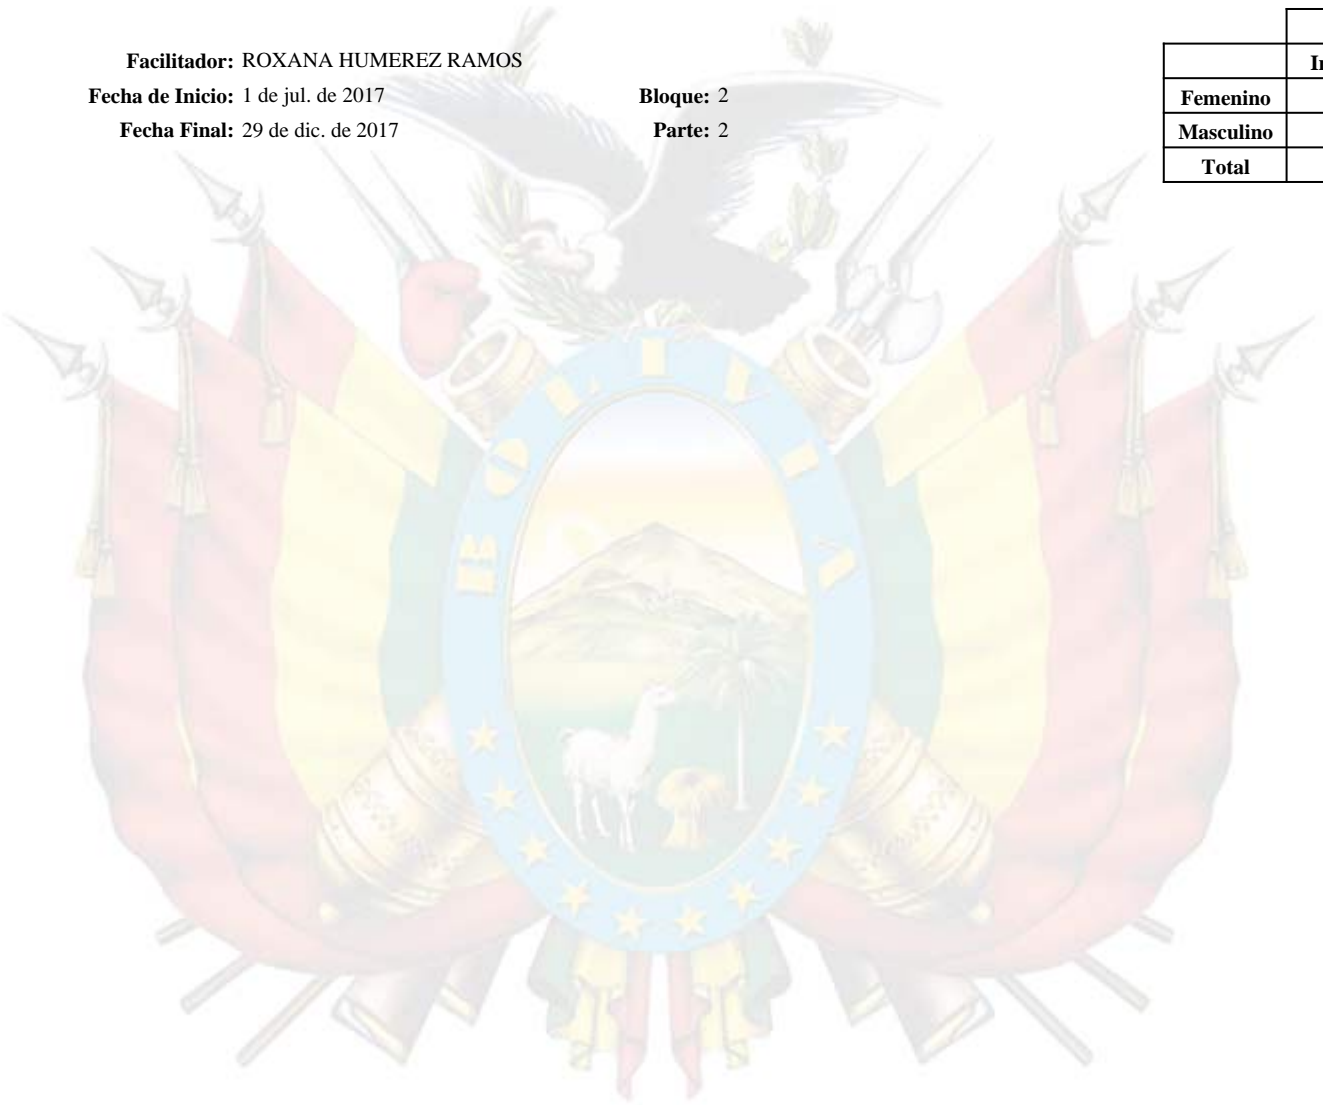 Facilitador: ROXANA HUMEREZ RAMOS
Fecha de Inicio: 1 de jul. de 2017 Bloque: 2
Fecha Final: 29 de dic. de 2017 Parte: 2
Femenino
Masculino
Total
BOLIVIA